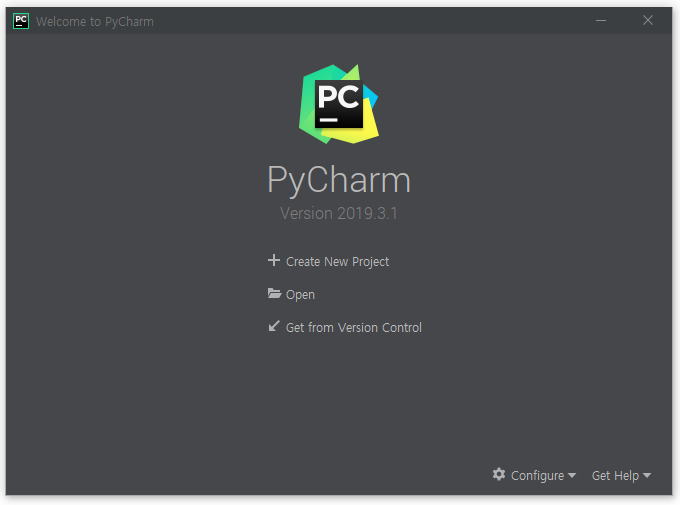 PC Welcome to PyCharm
PC
PyCharm
Version 2019.3.1
Create New Project
Open
Get from Version Control
Configure Get Help